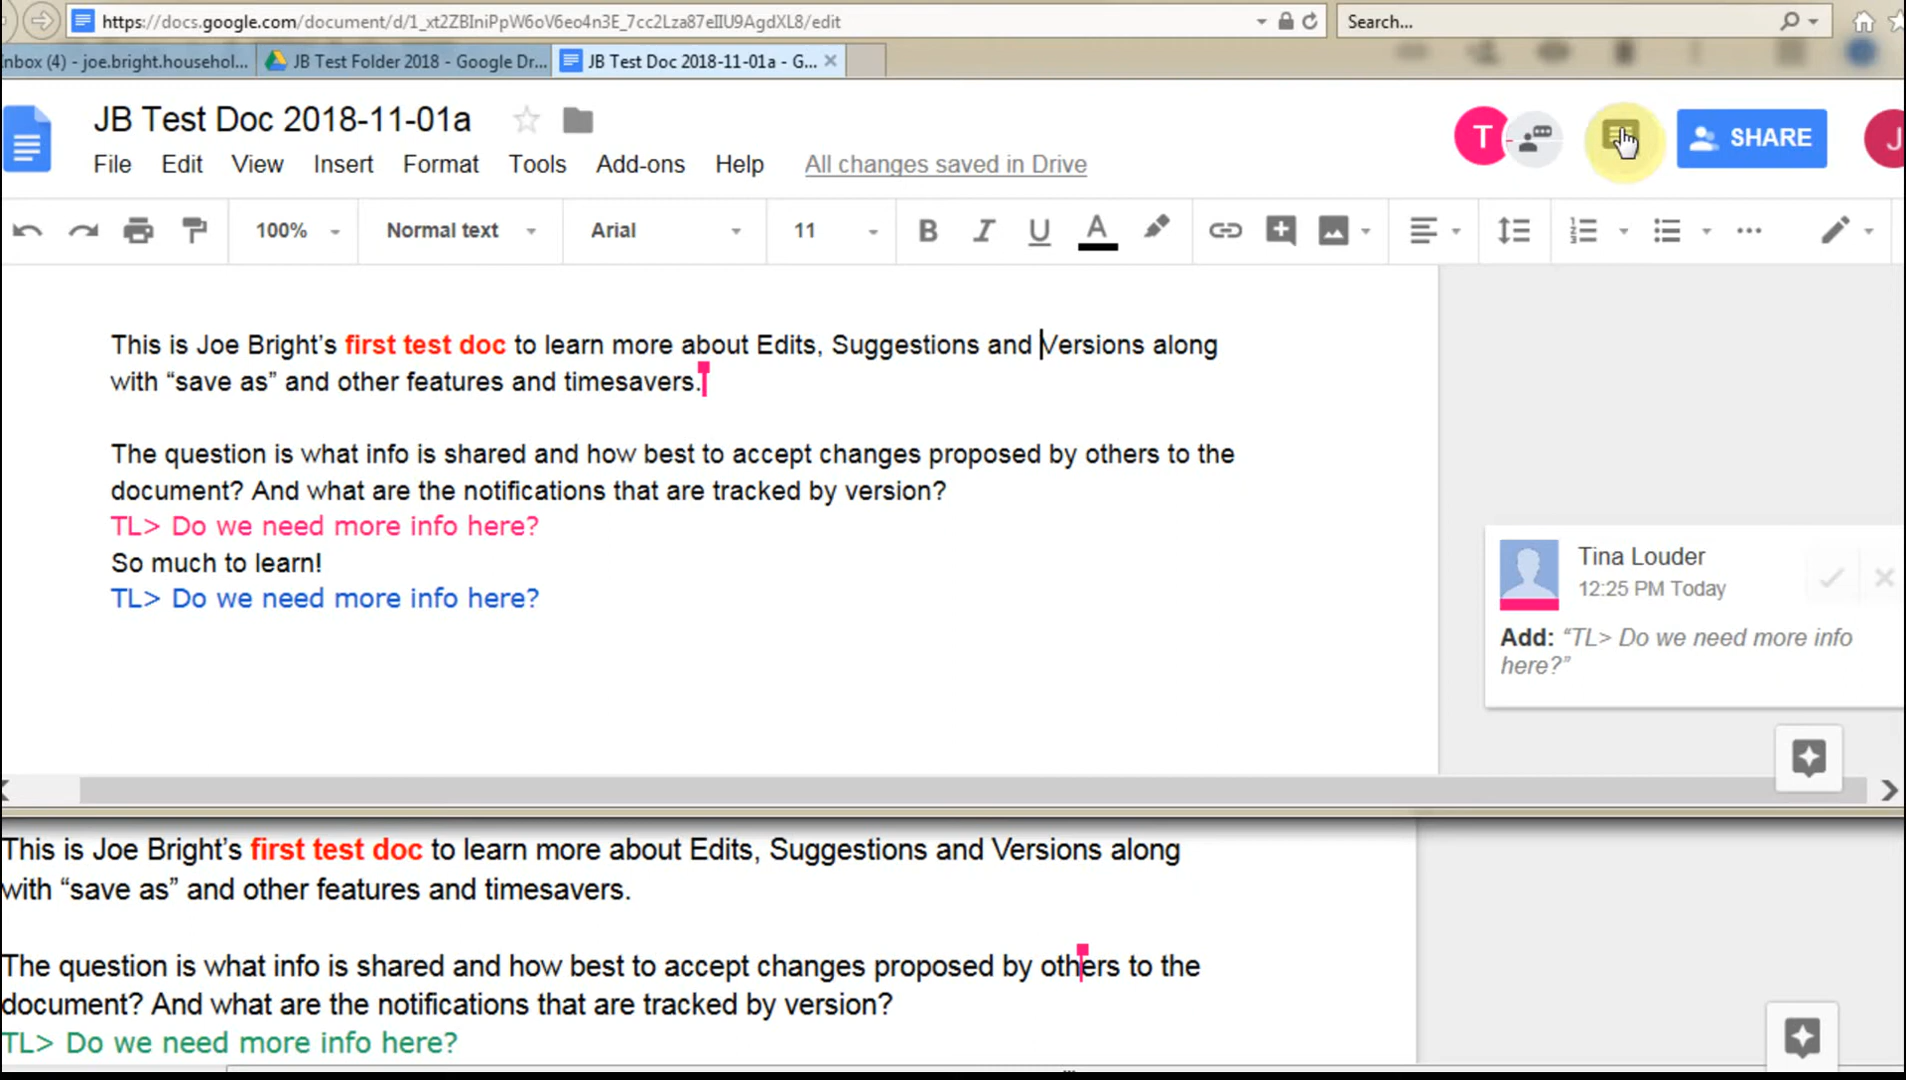 https://docs.google.com/document/d/1_xt2ZBIniPpW6oV6eo4n3E_7cc2Lza87eIIU9AgdXL8/edit
Search...
Inbox (4) - joe.bright.househol...
JB Test Folder 2018 - Google Dr...
JB Test Doc 2018-11-01a - G...
JB Test Doc 2018-11-01a
T
SHARE
J
File Edit View Insert Format Tools Add-ons Help All changes saved in Drive
100% Normal text Arial 11 B I U A
This is Joe Bright’s first test doc to learn more about Edits, Suggestions and Versions along
with “save as” and other features and timesavers.
The question is what info is shared and how best to accept changes proposed by others to the
document? And what are the notifications that are tracked by version?
TL> Do we need more info here?
So much to learn!
TL> Do we need more info here?
Tina Louder
12:25 PM Today
Add: “TL> Do we need more info
here?”
This is Joe Bright’s first test doc to learn more about Edits, Suggestions and Versions along
with “save as” and other features and timesavers.
The question is what info is shared and how best to accept changes proposed by others to the
document? And what are the notifications that are tracked by version?
TL> Do we need more info here?